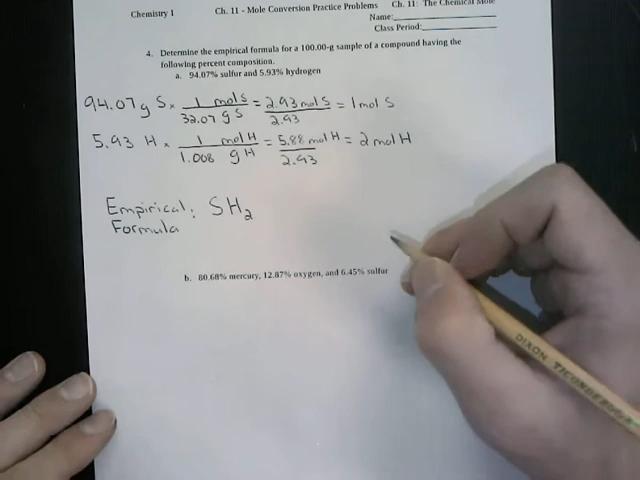 Chemistry I Ch. 11 - Mole Conversion Practice Problems Ch. 11: The Chemical Mole
Name:
Class Period:
4. Determine the empirical formula for a 100.00-g sample of a compound having the
following percent composition.
a. 94.07% sulfur and 5.93% hydrogen
94.07g S × 1 mol S / 32.07 g S = 2.93 mol S / 2.93 = 1 mol S
5.93 H × 1 mol H / 1.008 g H = 5.88 mol H / 2.93 = 2 mol H
Empirical: SH₂
Formula
b. 80.68% mercury, 12.87% oxygen, and 6.45% sulfur
DIXON TICONDEROGA